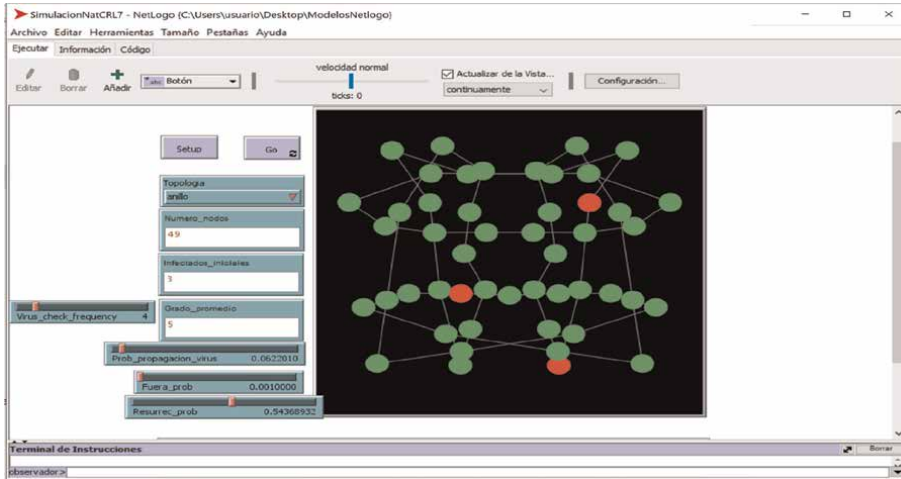 SimulacionNatCRL7 - NetLogo {C:\Users\usuario\Desktop\ModelosNetlogo}
Archivo Editar Herramientas Tamaño Pestañas Ayuda
Ejecutar Información Código
Editar Borrar Añadir
abc Botón
velocidad normal
ticks: 0
Actualizar de la Vista...
continuamente
Configuración...
Setup
Go
Topologia
anillo
Numero_nodos
49
Infectados_iniciales
3
Grado_promedio
5
Virus_check_frequency 4
Prob_propagacion_virus 0.0622010
Fuera_prob 0.0010000
Resurrec_prob 0.54368932
Terminal de Instrucciones
Borrar
observador>